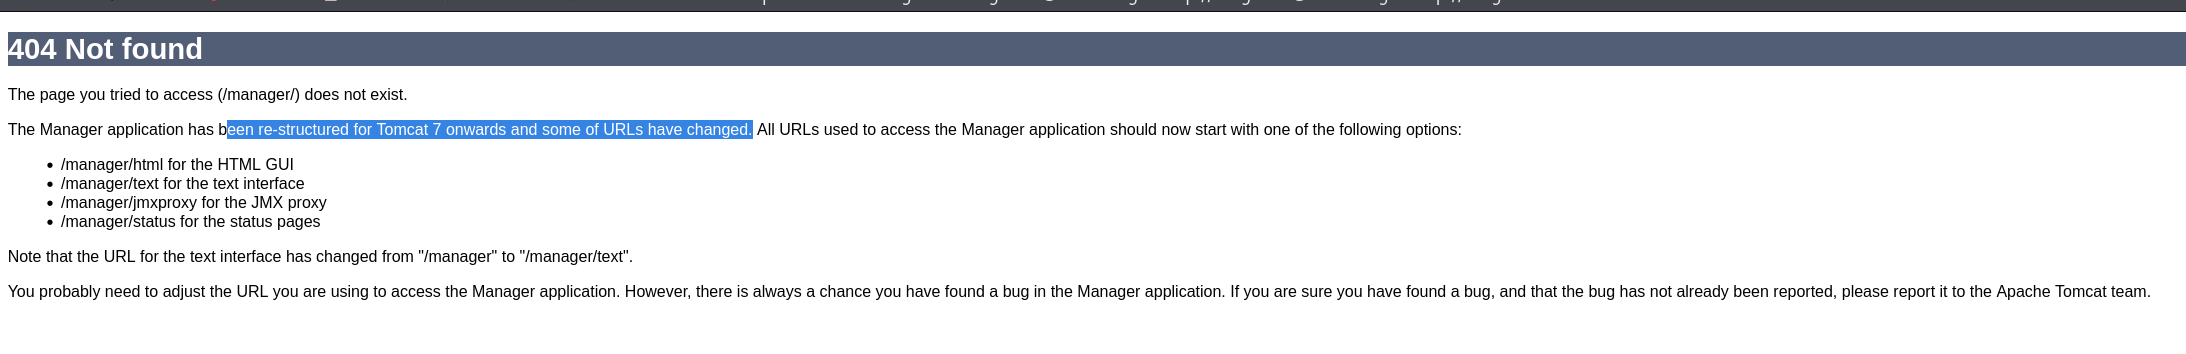 404 Not found
The page you tried to access (/manager/) does not exist.
The Manager application has been re-structured for Tomcat 7 onwards and some of URLs have changed. All URLs used to access the Manager application should now start with one of the following options:
• /manager/html for the HTML GUI
• /manager/text for the text interface
• /manager/jmxproxy for the JMX proxy
• /manager/status for the status pages
Note that the URL for the text interface has changed from "/manager" to "/manager/text".
You probably need to adjust the URL you are using to access the Manager application. However, there is always a chance you have found a bug in the Manager application. If you are sure you have found a bug, and that the bug has not already been reported, please report it to the Apache Tomcat team.